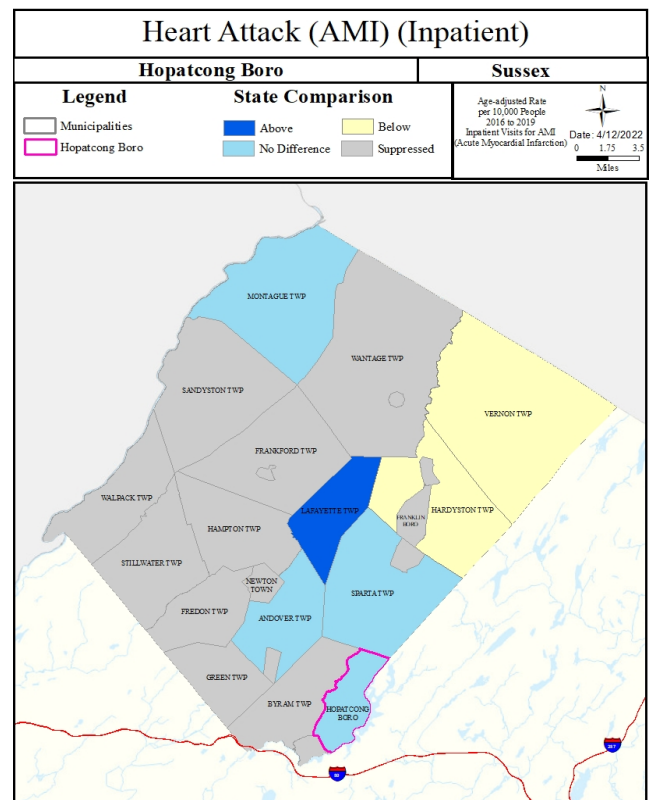 Heart Attack (AMI) (Inpatient)
Hopatcong Boro
Sussex
Legend
Municipalities
Hopatcong Boro
State Comparison
Above
Below
No Difference
Suppressed
Age-adjusted Rate
per 10,000 People
2016 to 2019
Inpatient Visits for AMI
(Acute Myocardial Infarction)
N
Date: 4/12/2022
0 1.75 3.5
Miles
MONTAGUE TWP
WANTAGE TWP
SANDYSTON TWP
VERNON TWP
FRANKFORD TWP
WALPACK TWP
LAFAYETTE TWP
HARDYSTON TWP
FRANKLIN
BORO
HAMPTON TWP
STILLWATER TWP
NEWTON
TOWN
SPARTA TWP
FREDON TWP
ANDOVER TWP
GREEN TWP
BYRAM TWP
HOPATCONG
BORO
287
80